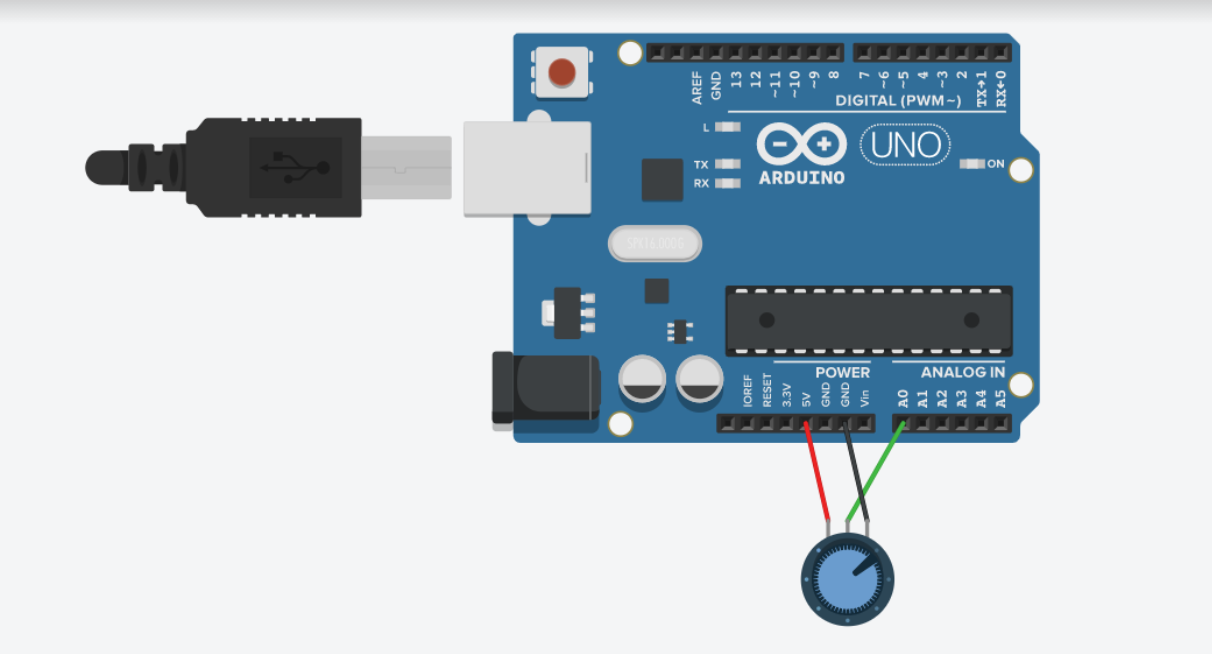 AREF
GND
13
12
~11
~10
~9
8
7
~6
~5
4
~3
2
TX→1
RX←0
DIGITAL (PWM~)
L
TX
RX
ARDUINO
UNO
ON
SPK16.000G
POWER
ANALOG IN
IOREF
RESET
3.3V
5V
GND
GND
Vin
A0
A1
A2
A3
A4
A5